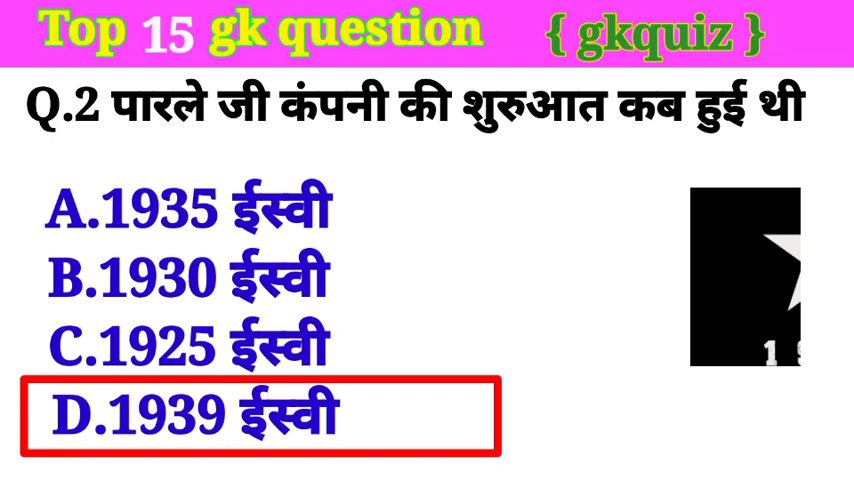 Top 15 gk question { gkquiz }
Q.2 पारले जी कंपनी की शुरुआत कब हुई थी
A.1935 ईस्वी
B.1930 ईस्वी
C.1925 ईस्वी
D.1939 ईस्वी